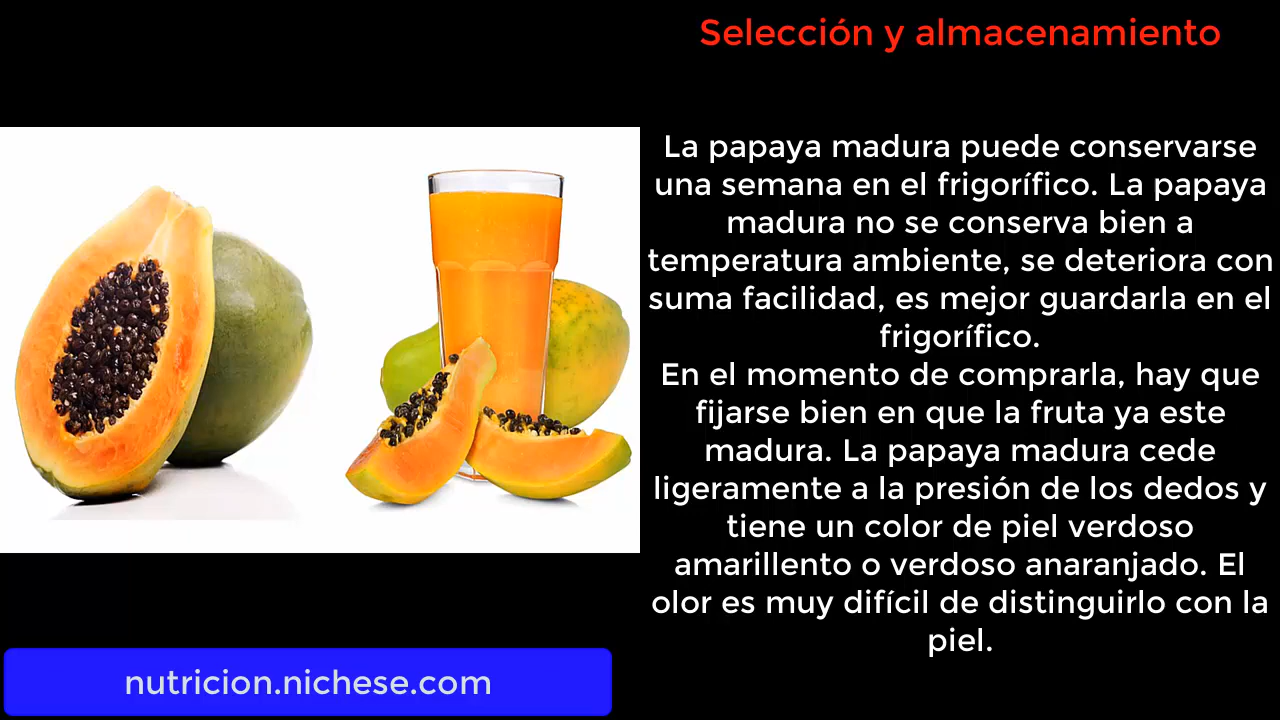 Selección y almacenamiento
La papaya madura puede conservarse
una semana en el frigorífico. La papaya
madura no se conserva bien a
temperatura ambiente, se deteriora con
suma facilidad, es mejor guardarla en el
frigorífico.
En el momento de comprarla, hay que
fijarse bien en que la fruta ya este
madura. La papaya madura cede
ligeramente a la presión de los dedos y
tiene un color de piel verdoso
amarillento o verdoso anaranjado. El
olor es muy difícil de distinguirlo con la
piel.
nutricion.nichese.com